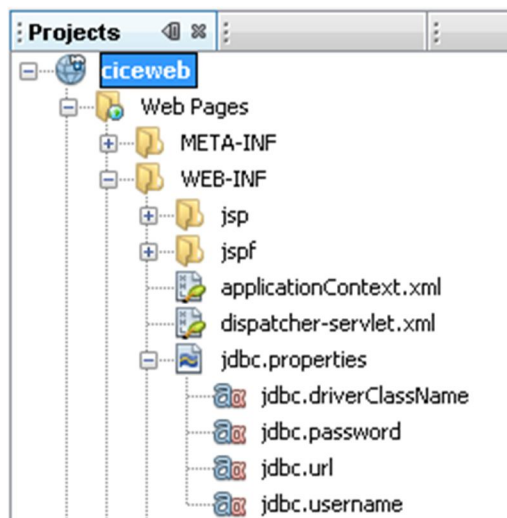 Projects
ciceweb
Web Pages
META-INF
WEB-INF
jsp
jspf
applicationContext.xml
dispatcher-servlet.xml
jdbc.properties
jdbc.driverClassName
jdbc.password
jdbc.url
jdbc.username